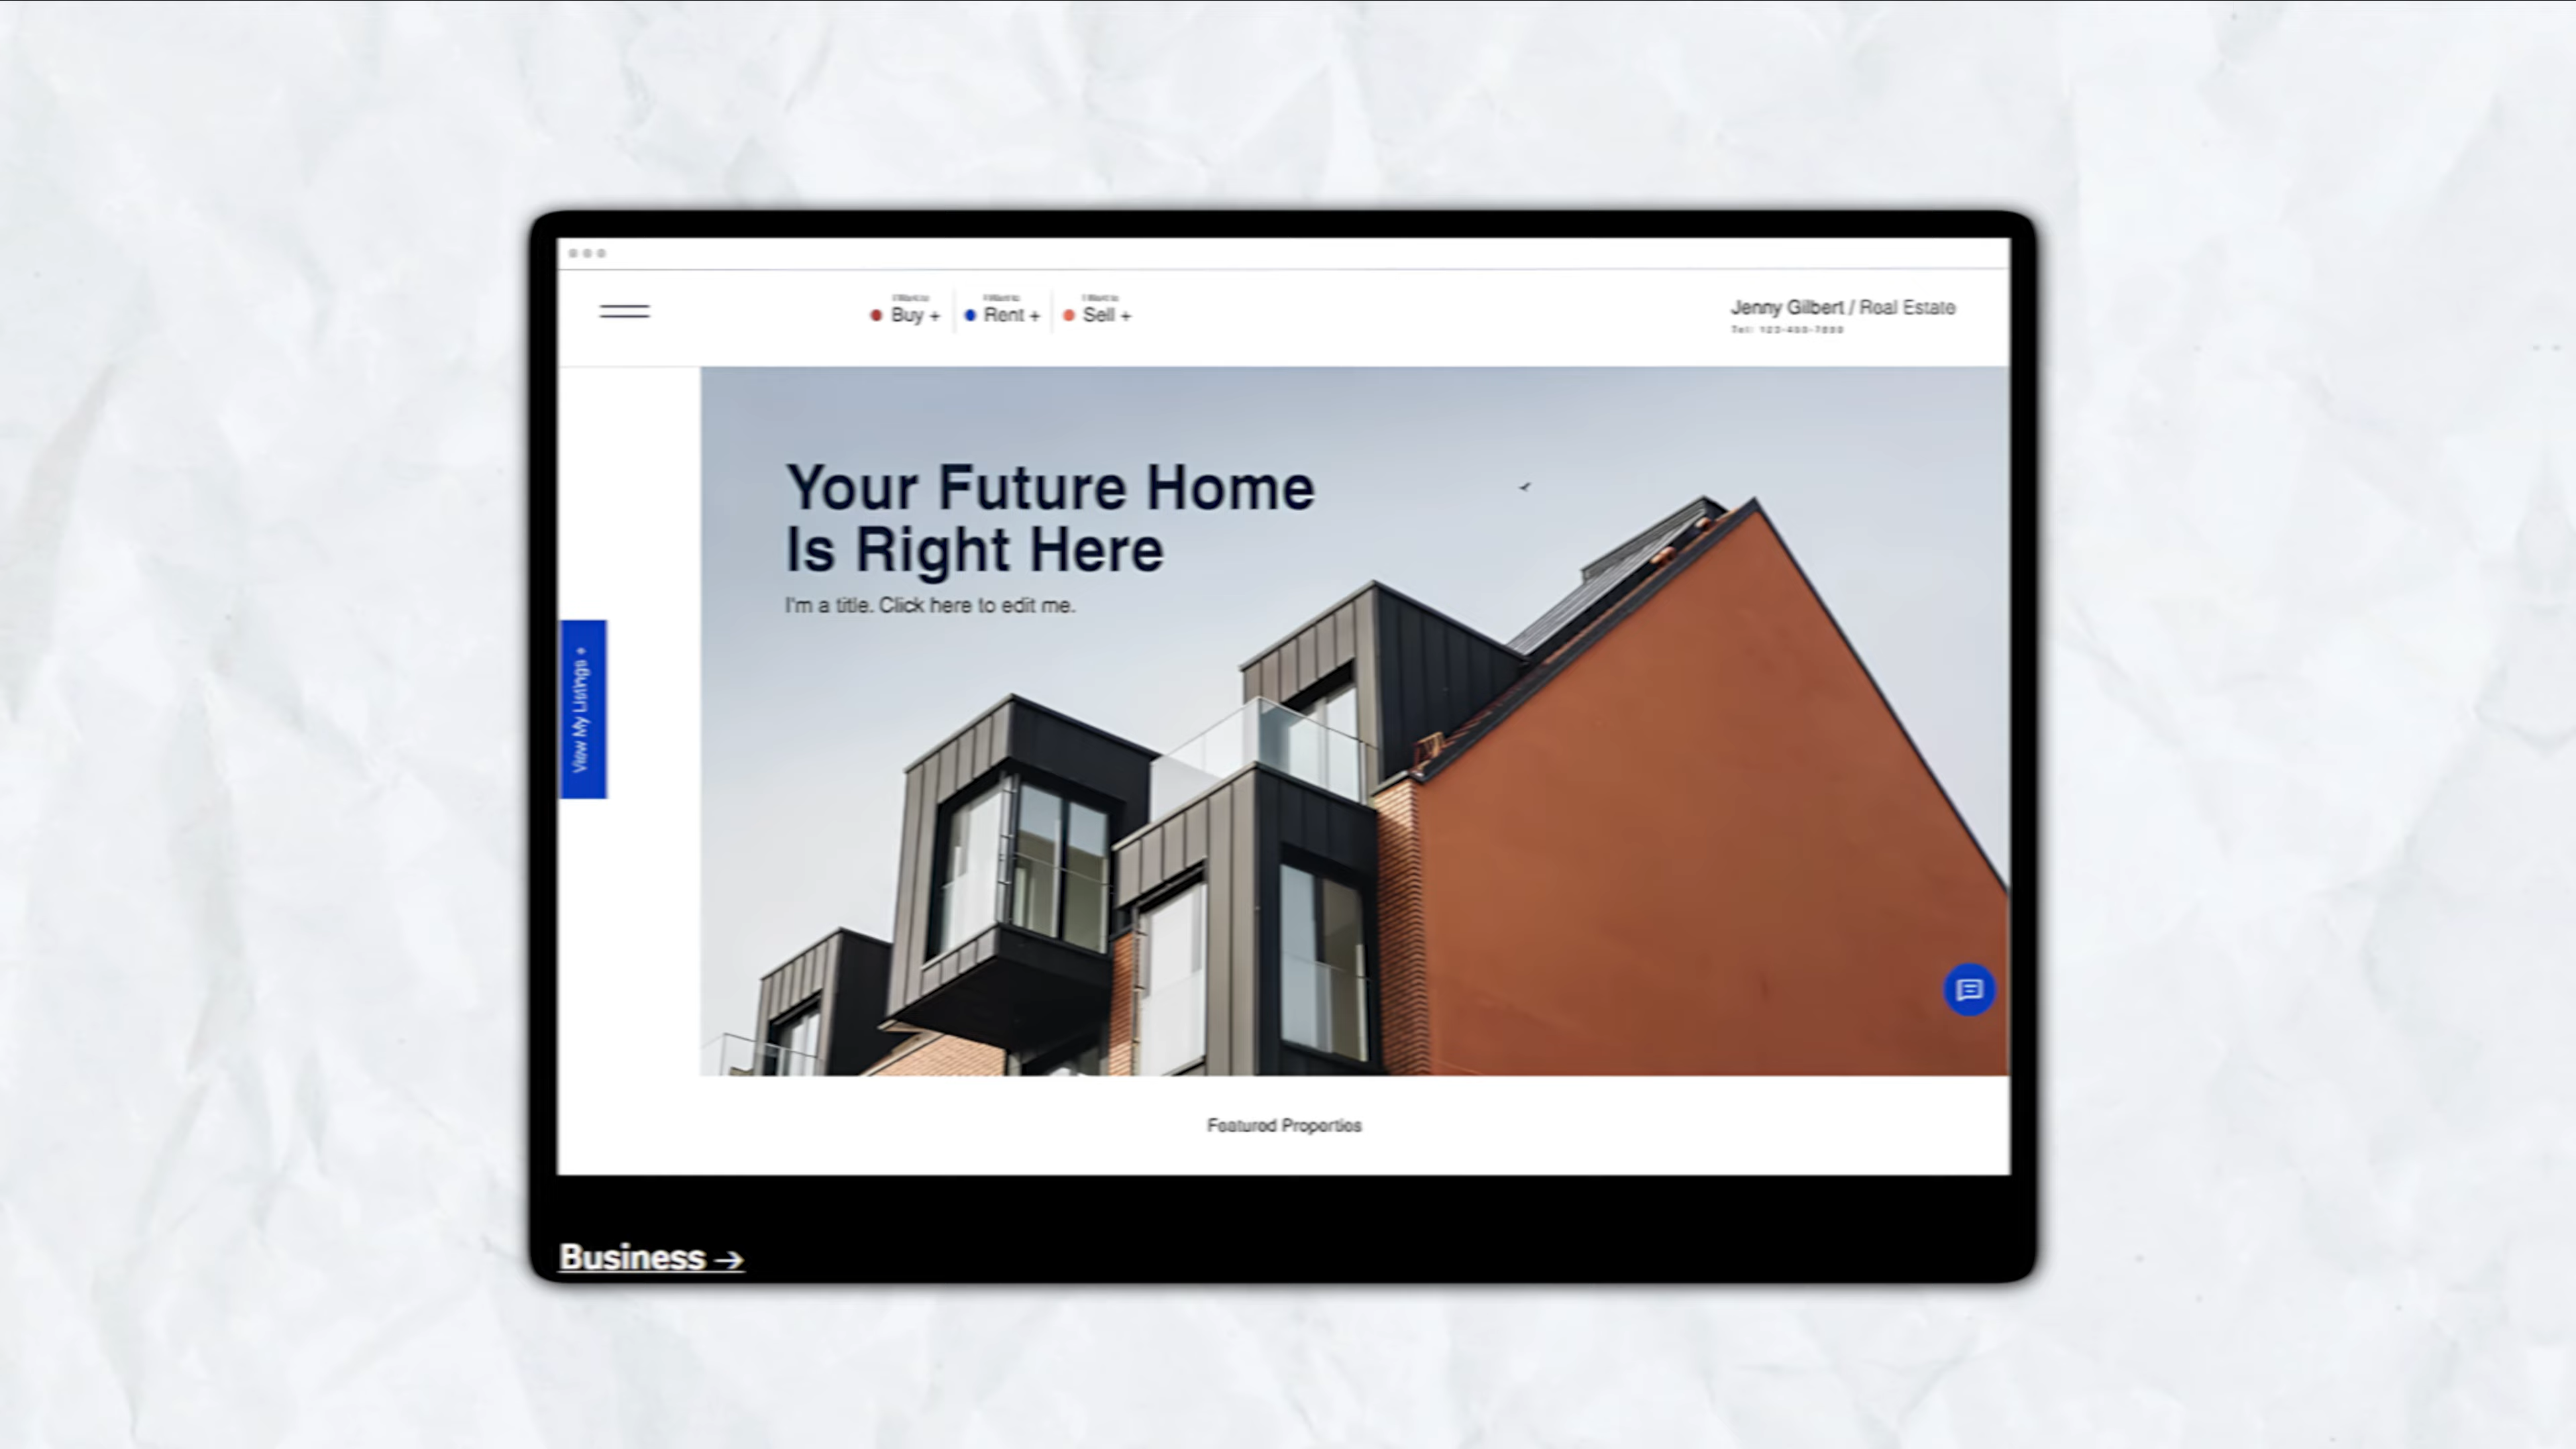 Buy +
Rent +
Sell +
Jenny Gilbert / Real Estate
Your Future Home
Is Right Here
I'm a title. Click here to edit me.
View My Listings +
Featured Properties
Business →